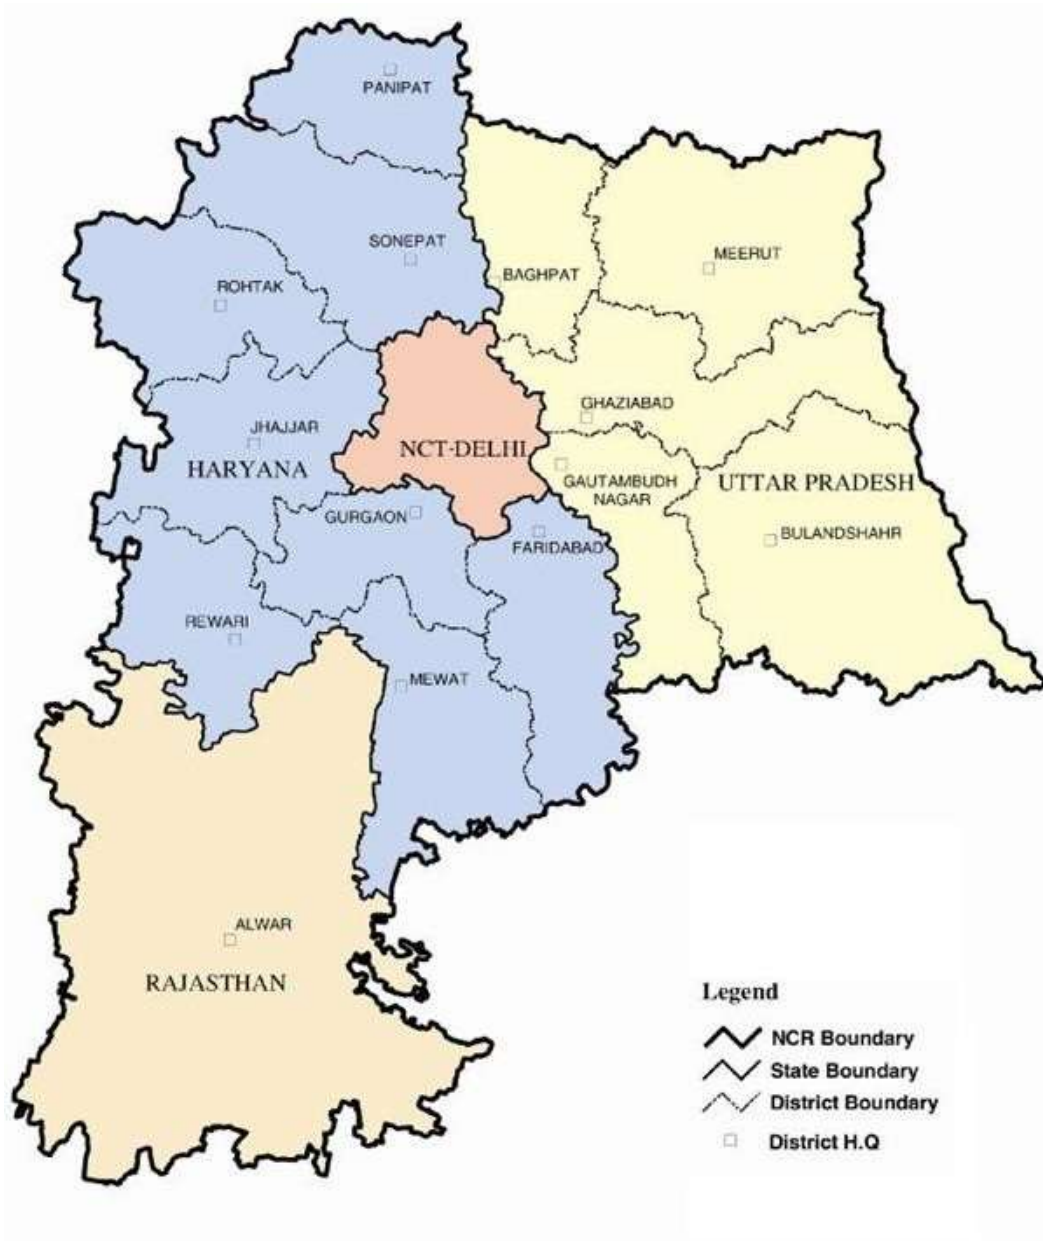 PANIPAT
SONEPAT
BAGHPAT
MEERUT
ROHTAK
GHAZIABAD
JHAJJAR
HARYANA
NCT-DELHI
GAUTAMBUDH
NAGAR
UTTAR PRADESH
GURGAON
FARIDABAD
BULANDSHAHR
REWARI
MEWAT
ALWAR
RAJASTHAN
Legend
NCR Boundary
State Boundary
District Boundary
District H.Q